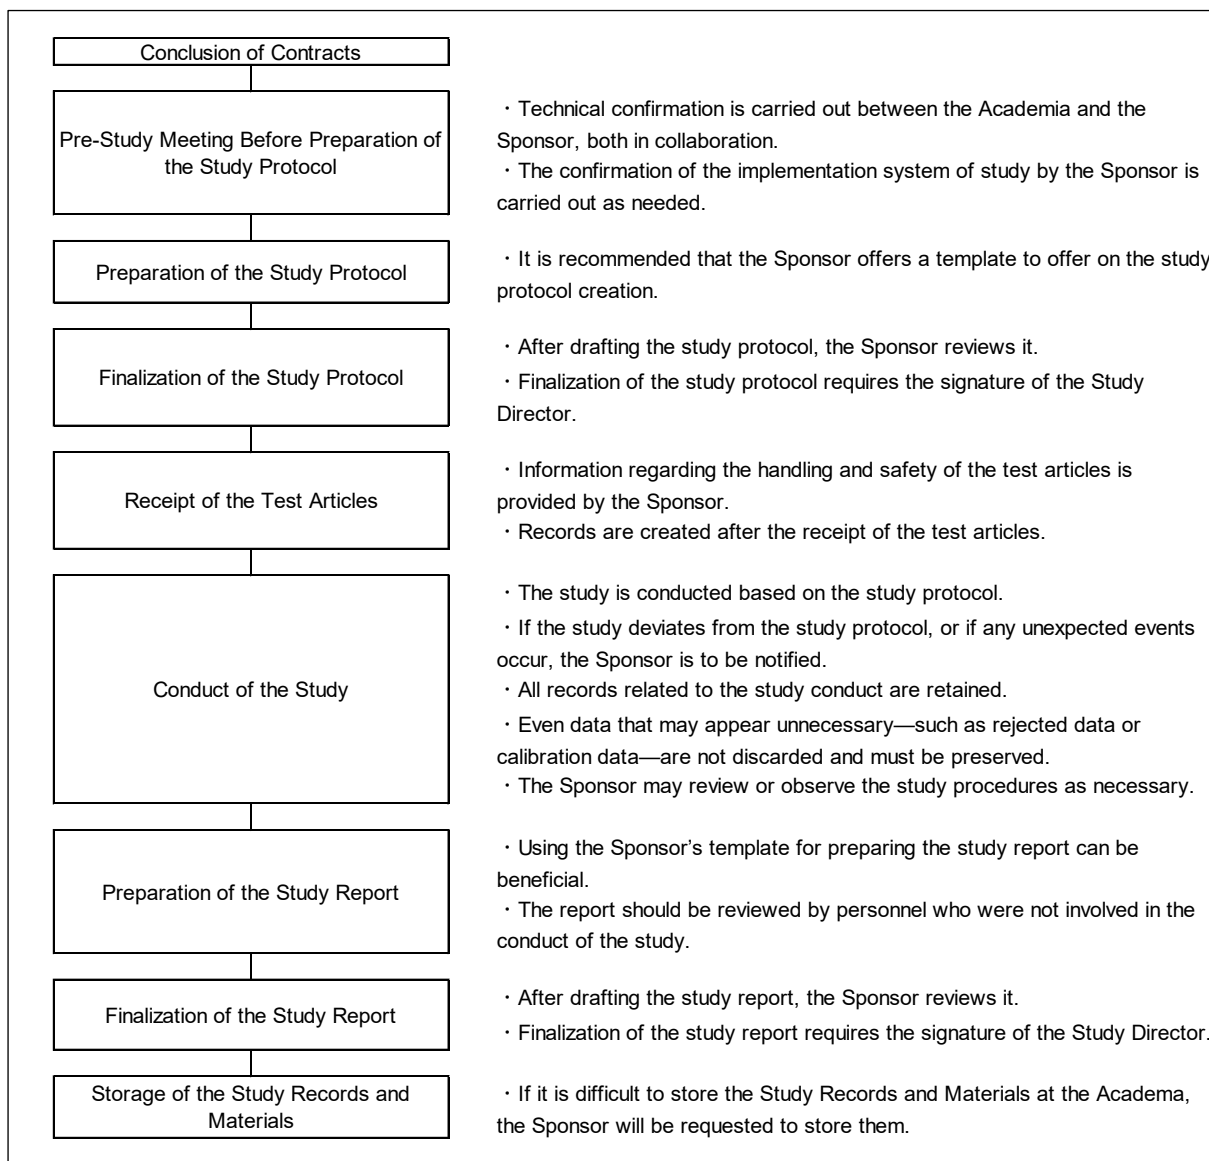 Conclusion of Contracts
Pre-Study Meeting Before Preparation of
the Study Protocol
・Technical confirmation is carried out between the Academia and the
Sponsor, both in collaboration.
・The confirmation of the implementation system of study by the Sponsor is
carried out as needed.
Preparation of the Study Protocol
・It is recommended that the Sponsor offers a template to offer on the study
protocol creation.
Finalization of the Study Protocol
・After drafting the study protocol, the Sponsor reviews it.
・Finalization of the study protocol requires the signature of the Study
Director.
Receipt of the Test Articles
・Information regarding the handling and safety of the test articles is
provided by the Sponsor.
・Records are created after the receipt of the test articles.
Conduct of the Study
・The study is conducted based on the study protocol.
・If the study deviates from the study protocol, or if any unexpected events
occur, the Sponsor is to be notified.
・All records related to the study conduct are retained.
・Even data that may appear unnecessary—such as rejected data or
calibration data—are not discarded and must be preserved.
・The Sponsor may review or observe the study procedures as necessary.
Preparation of the Study Report
・Using the Sponsor’s template for preparing the study report can be
beneficial.
・The report should be reviewed by personnel who were not involved in the
conduct of the study.
Finalization of the Study Report
・After drafting the study report, the Sponsor reviews it.
・Finalization of the study report requires the signature of the Study Director.
Storage of the Study Records and
Materials
・If it is difficult to store the Study Records and Materials at the Academa,
the Sponsor will be requested to store them.